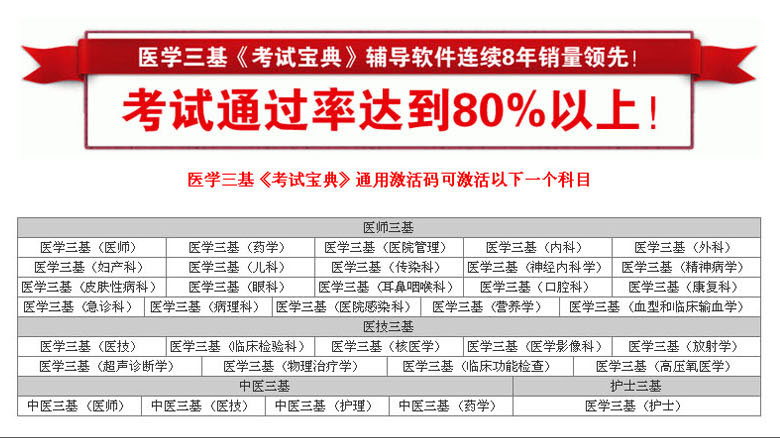 医学三基《考试宝典》辅导软件连续8年销量领先!
考试通过率达到80%以上!
医学三基《考试宝典》通用激活码可激活以下一个科目
医师三基
医学三基（医师） 医学三基（药学） 医学三基（医院管理） 医学三基（内科） 医学三基（外科）
医学三基（妇产科） 医学三基（儿科） 医学三基（传染科） 医学三基（神经内科学） 医学三基（精神病学）
医学三基（皮肤性病科） 医学三基（眼科） 医学三基（耳鼻咽喉科） 医学三基（口腔科） 医学三基（康复科）
医学三基（急诊科） 医学三基（病理科） 医学三基（医院感染科） 医学三基（营养学） 医学三基（血型和临床输血学）
医技三基
医学三基（医技） 医学三基（临床检验科） 医学三基（核医学） 医学三基（医学影像科） 医学三基（放射学）
医学三基（超声诊断学） 医学三基（物理治疗学） 医学三基（临床功能检查） 医学三基（高压氧医学）
中医三基 护士三基
中医三基（医师） 中医三基（医技） 中医三基（护理） 中医三基（药学） 医学三基（护士）